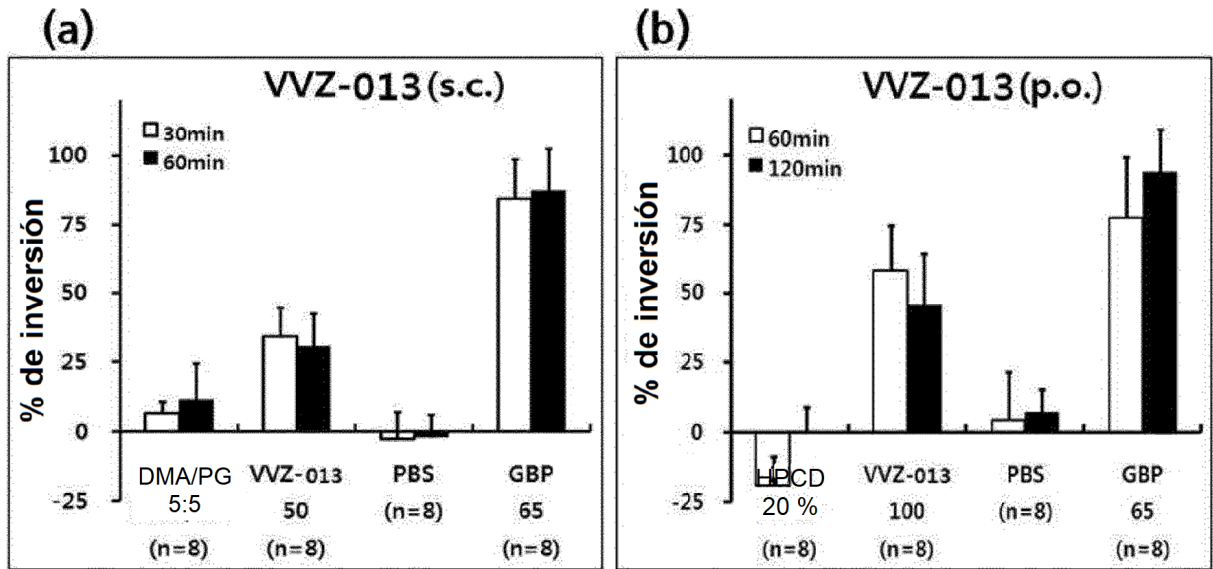 (a)
VVZ-013 (s.c.)
30min
60min
% de inversión
100
75
50
25
0
-25
DMA/PG VVZ-013 PBS GBP
5:5 50 (n=8) 65
(n=8) (n=8) (n=8)
(b)
VVZ-013 (p.o.)
60min
120min
% de inversión
100
75
50
25
0
-25
HPCD VVZ-013 PBS GBP
20 % 100 (n=8) 65
(n=8) (n=8) (n=8)